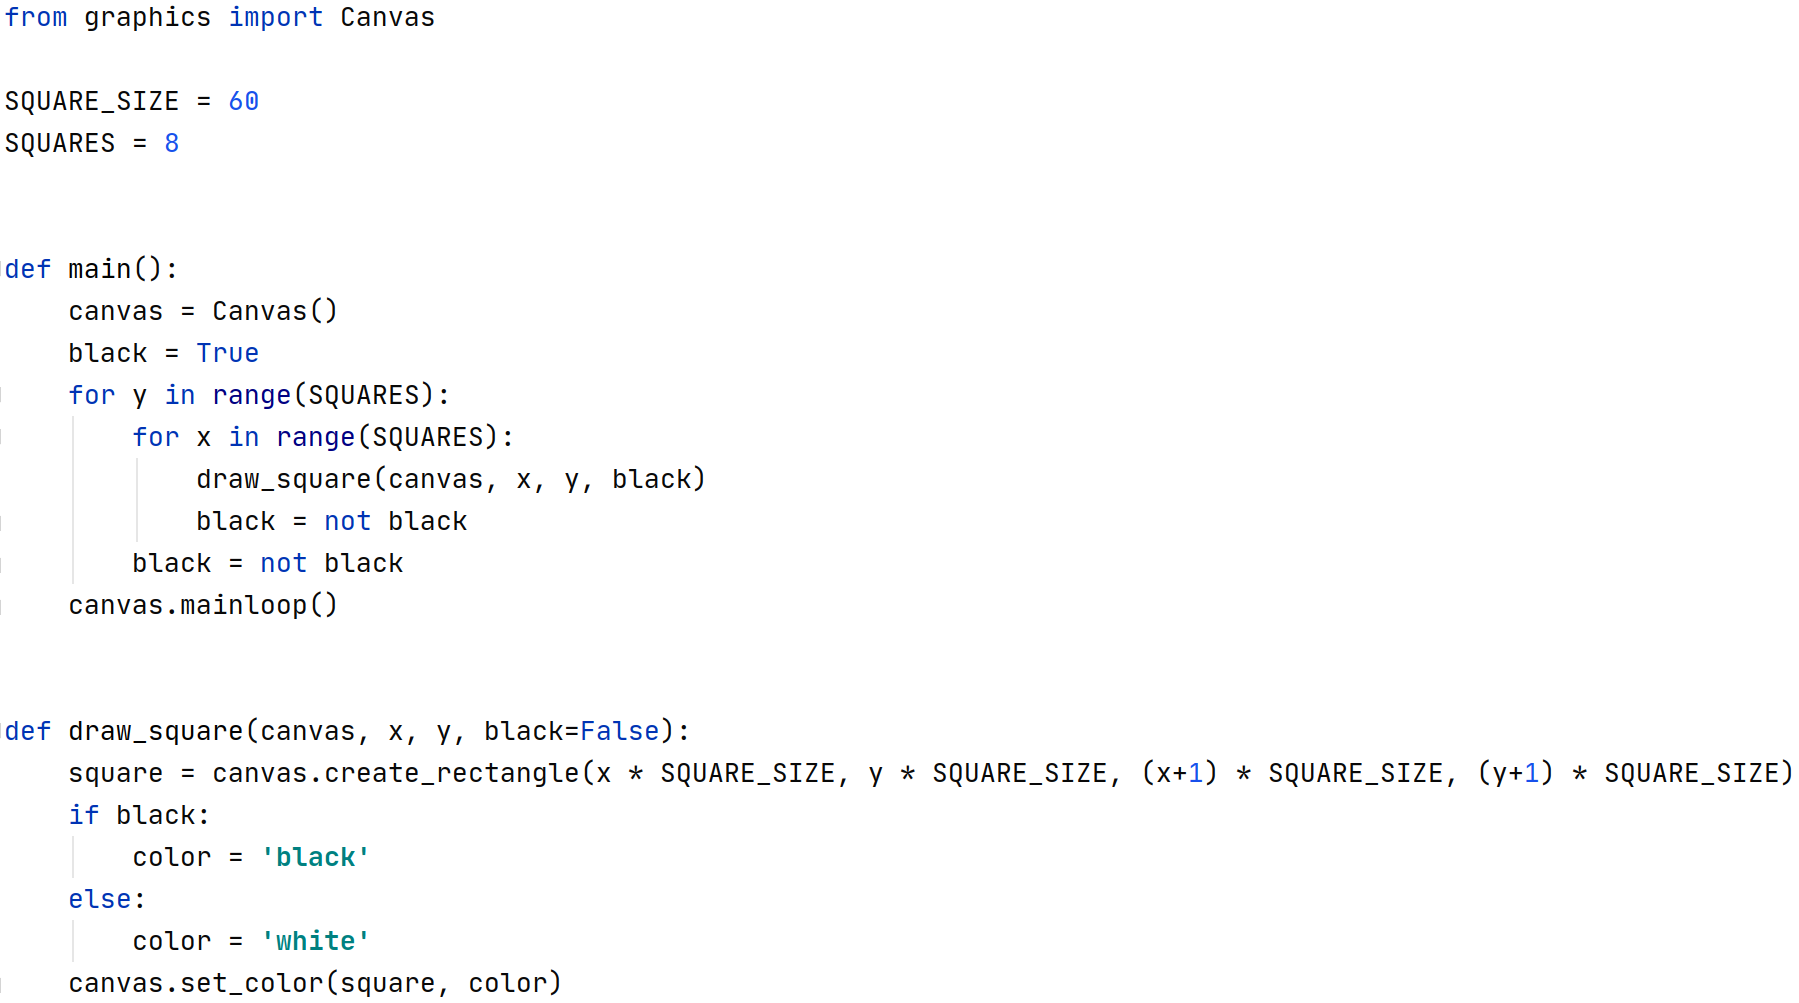 from graphics import Canvas

SQUARE_SIZE = 60
SQUARES = 8


def main():
    canvas = Canvas()
    black = True
    for y in range(SQUARES):
        for x in range(SQUARES):
            draw_square(canvas, x, y, black)
            black = not black
        black = not black
    canvas.mainloop()


def draw_square(canvas, x, y, black=False):
    square = canvas.create_rectangle(x * SQUARE_SIZE, y * SQUARE_SIZE, (x+1) * SQUARE_SIZE, (y+1) * SQUARE_SIZE)
    if black:
        color = 'black'
    else:
        color = 'white'
    canvas.set_color(square, color)